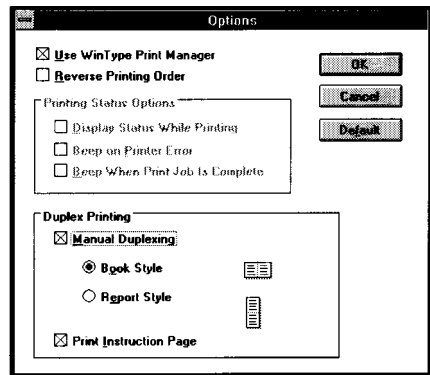 Options
Use WinType Print Manager
Reverse Printing Order
OK
Cancel
Default
Printing Status Options
Display Status While Printing
Beep on Printer Error
Beep When Print Job Is Complete
Duplex Printing
Manual Duplexing
Book Style
Report Style
Print Instruction Page